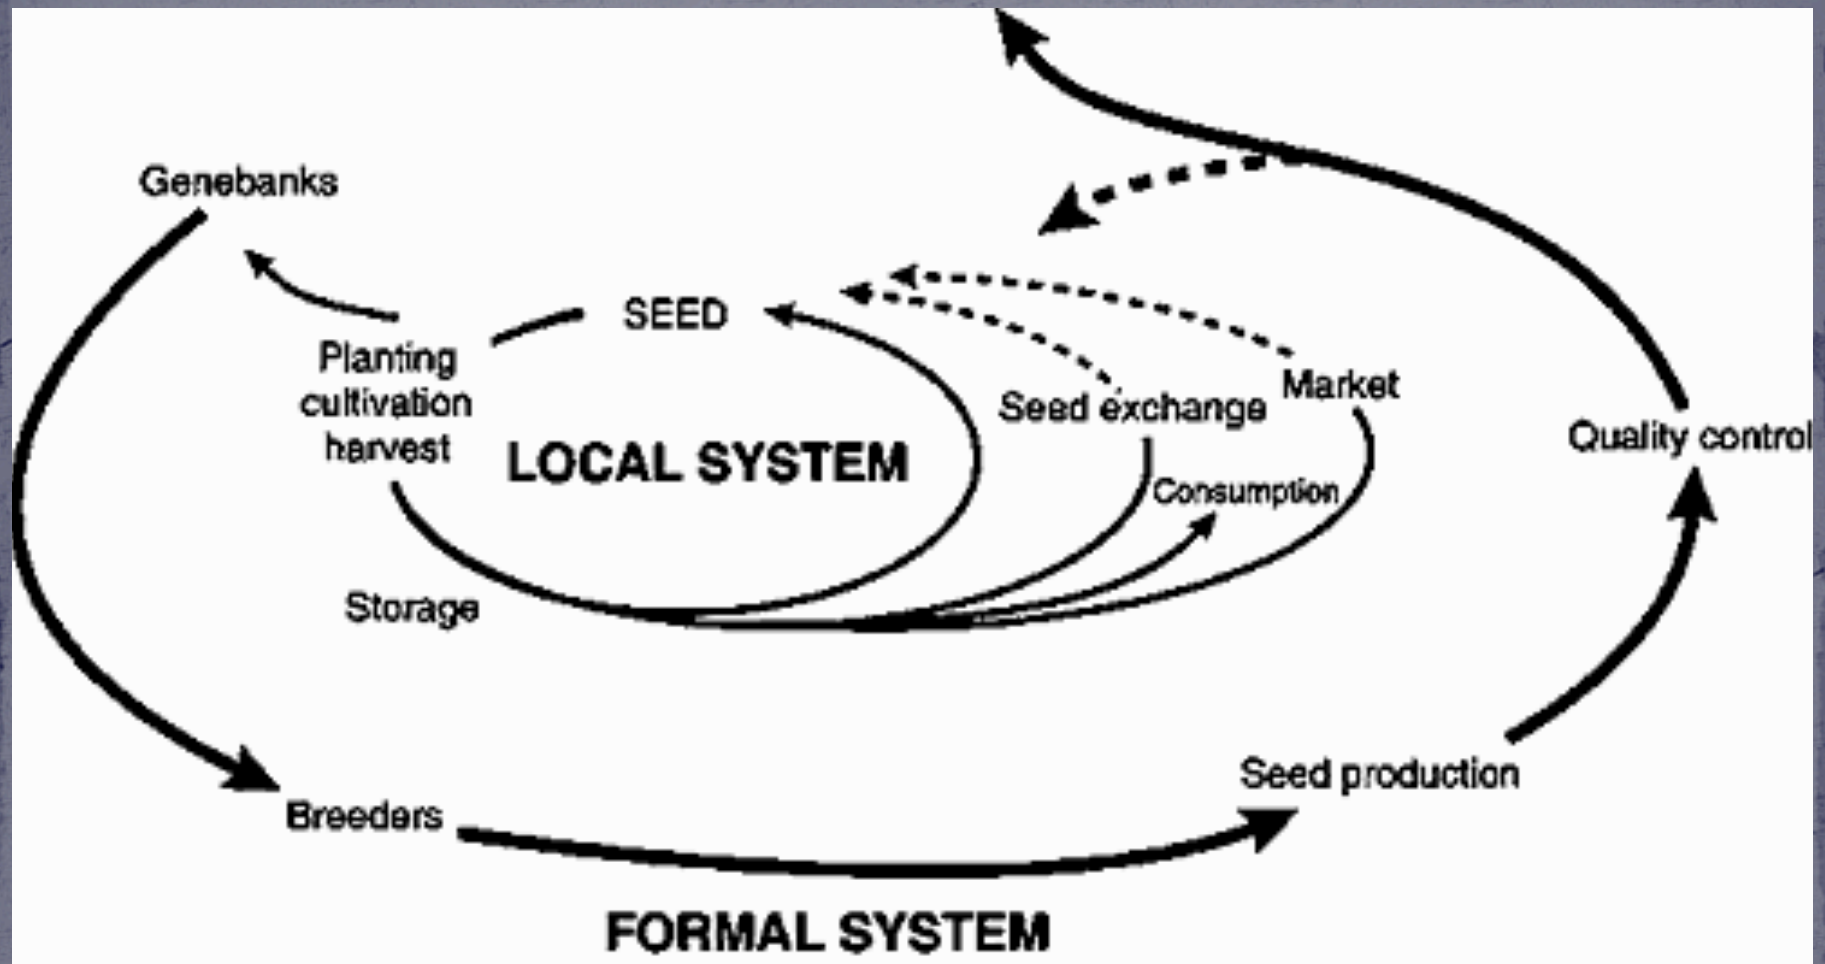 Genebanks
SEED
Planting
cultivation
harvest
Market
Seed exchange
Quality control
LOCAL SYSTEM
Consumption
Storage
Seed production
Breeders
FORMAL SYSTEM